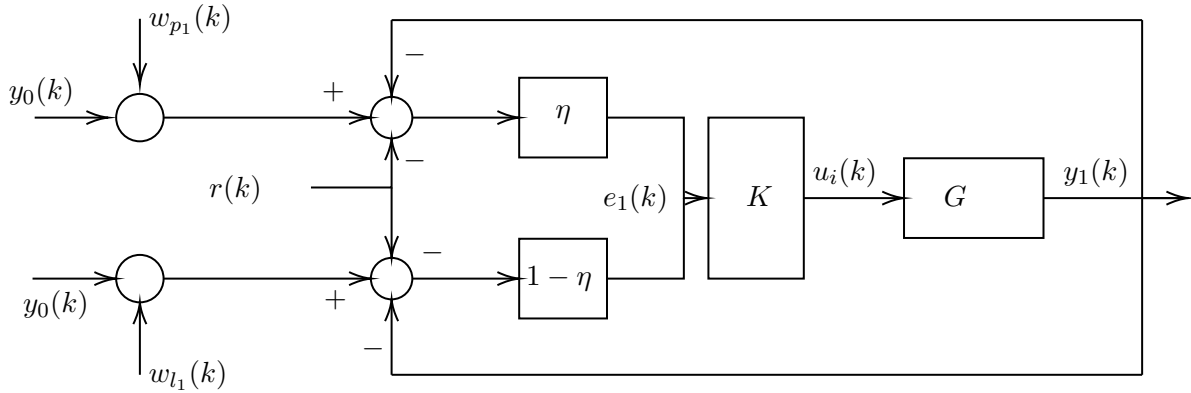 w_{p_1}(k)
−
y_0(k)
+
η
−
r(k)
e_1(k)
K
u_i(k)
G
y_1(k)
−
1 − η
y_0(k)
+
−
w_{l_1}(k)